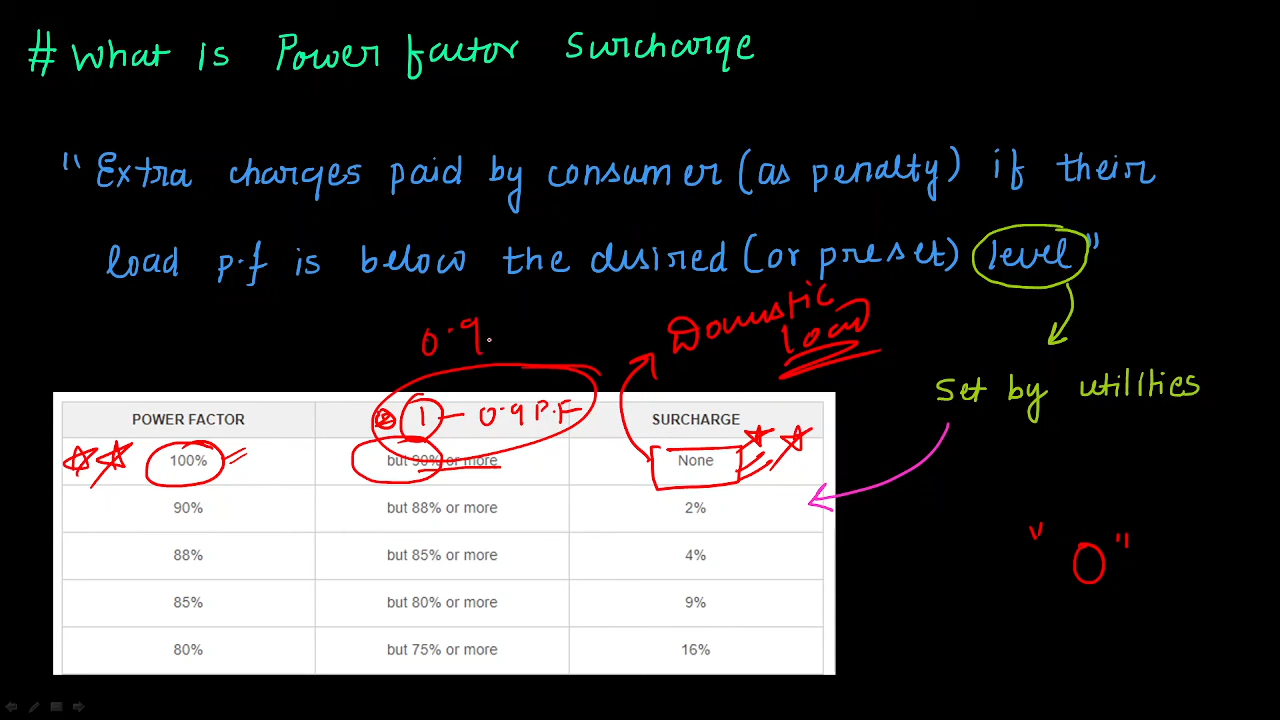 # What is Power factor Surcharge
"Extra charges paid by consumer (as penalty) if their
load p.f is below the desired (or preset) level"
0.9
Domestic
load
Set by utilities
POWER FACTOR 1 – 0.9 P.F SURCHARGE
100% but 90% or more None
90% but 88% or more 2%
"0"
88% but 85% or more 4%
85% but 80% or more 9%
80% but 75% or more 16%